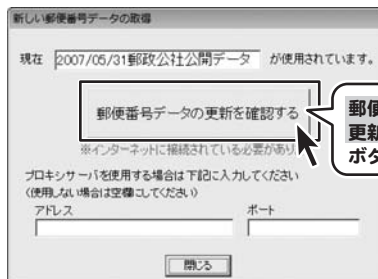 新しい郵便番号データの取得
現在 2007/05/31郵政公社公開データ が使用されています。
郵便番号データの更新を確認する
※インターネットに接続されている必要があり
郵便
更新
ボタ
プロキシサーバを使用する場合は下記に入力してください
(使用しない場合は空欄にしてください)
アドレス ポート
閉じる